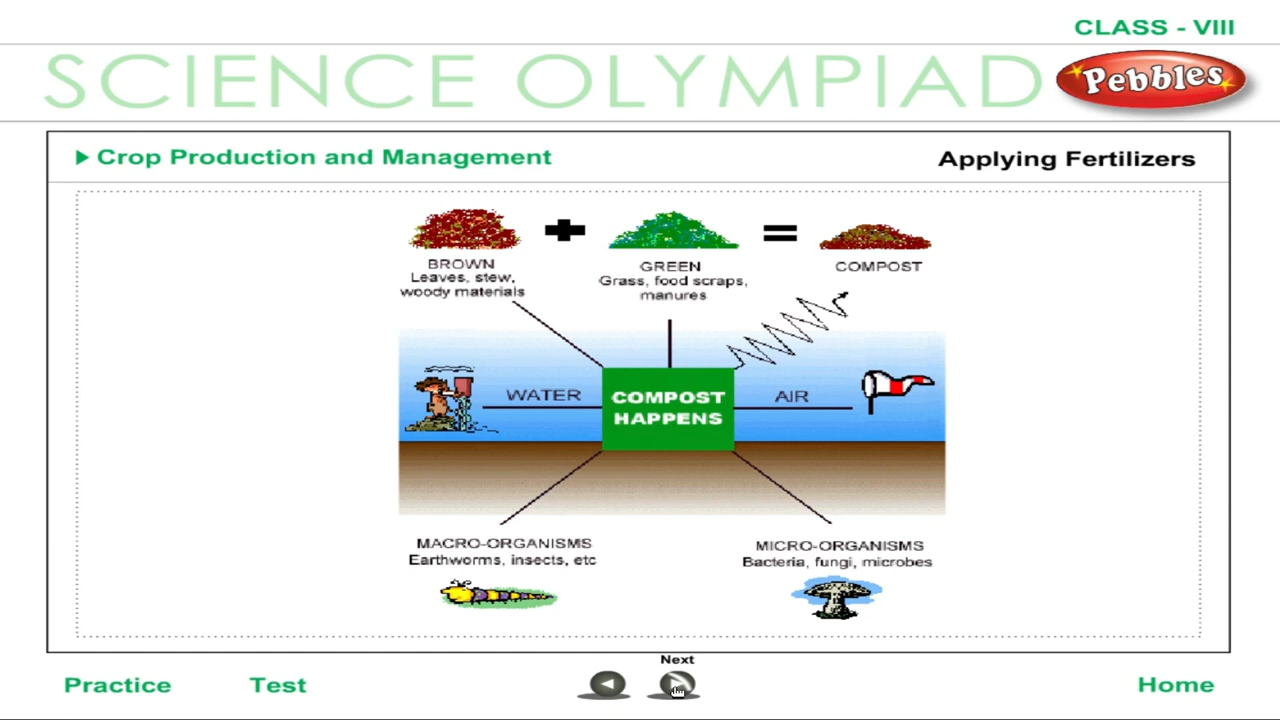 CLASS - VIII
SCIENCE OLYMPIAD
Pebbles
Crop Production and Management
Applying Fertilizers
BROWN
Leaves, stew,
woody materials
GREEN
Grass, food scraps,
manures
COMPOST
WATER
COMPOST
HAPPENS
AIR
MACRO-ORGANISMS
Earthworms, insects, etc
MICRO-ORGANISMS
Bacteria, fungi, microbes
Next
Practice
Test
Home